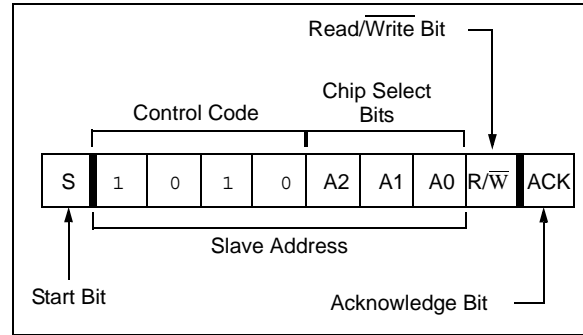 Read/Write Bit
Chip Select
Control Code Bits
S 1 0 1 0 A2 A1 A0 R/W ACK
Slave Address
Start Bit
Acknowledge Bit